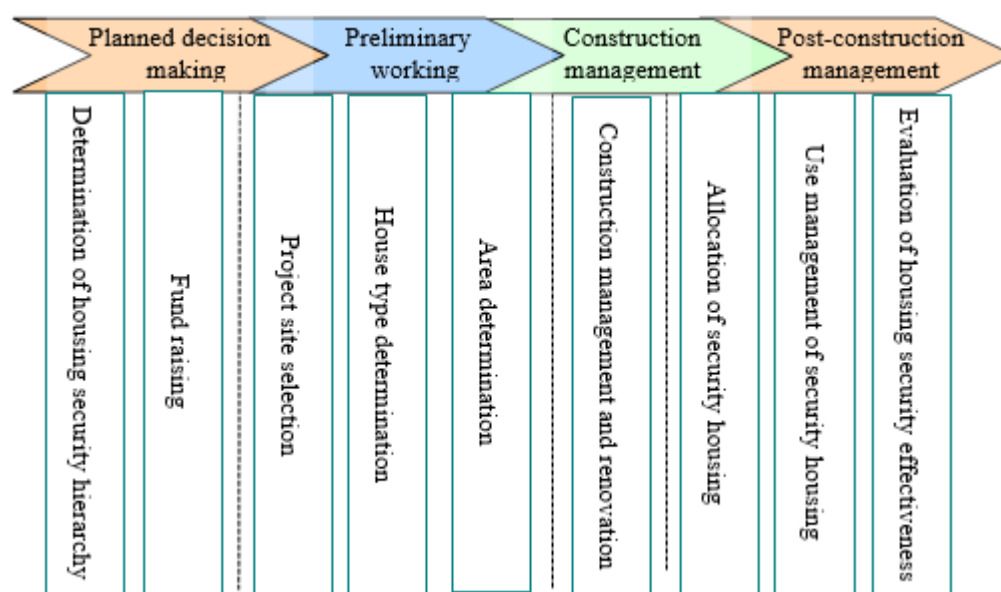 Planned decision
making
Preliminary
working
Construction
management
Post-construction
management
Determination of housing security hierarchy
Fund raising
Project site selection
House type determination
Area determination
Construction management and renovation
Allocation of security housing
Use management of security housing
Evaluation of housing security effectiveness